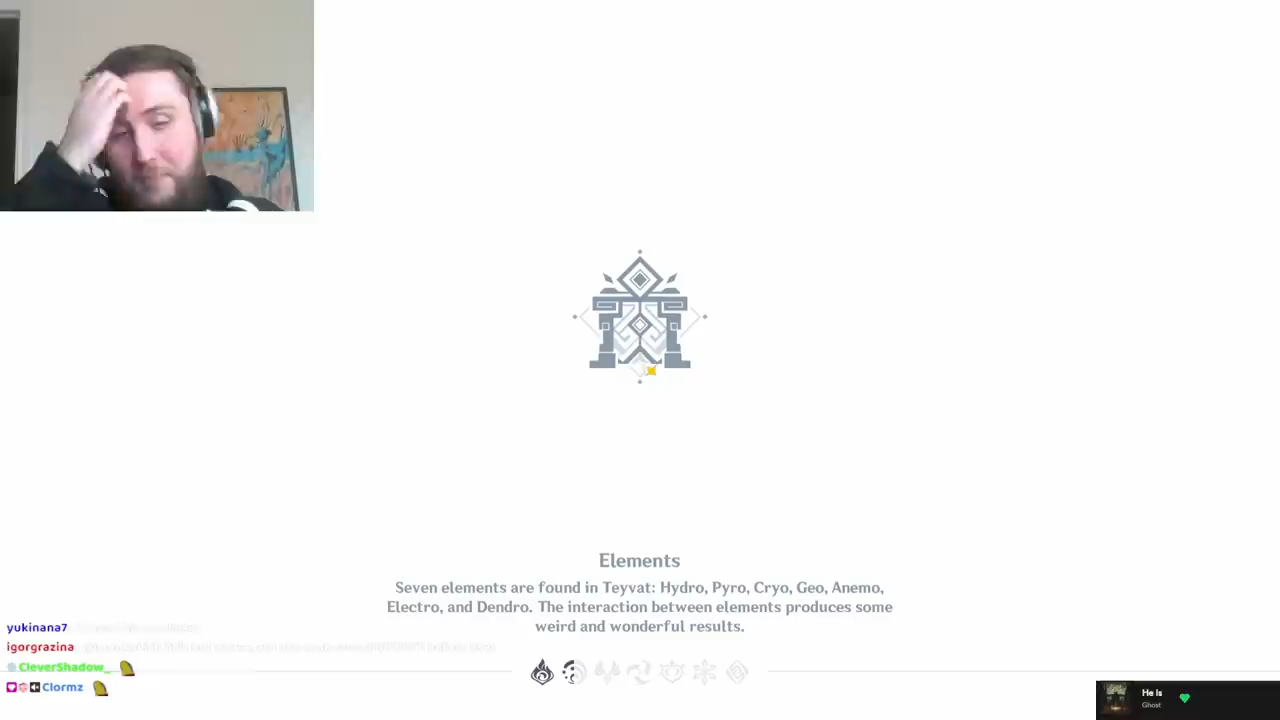 Elements
Seven elements are found in Teyvat: Hydro, Pyro, Cryo, Geo, Anemo,
Electro, and Dendro. The interaction between elements produces some
weird and wonderful results.
yukinana7
igorgrazina
CleverShadow_
Clormz
He Is
Ghost